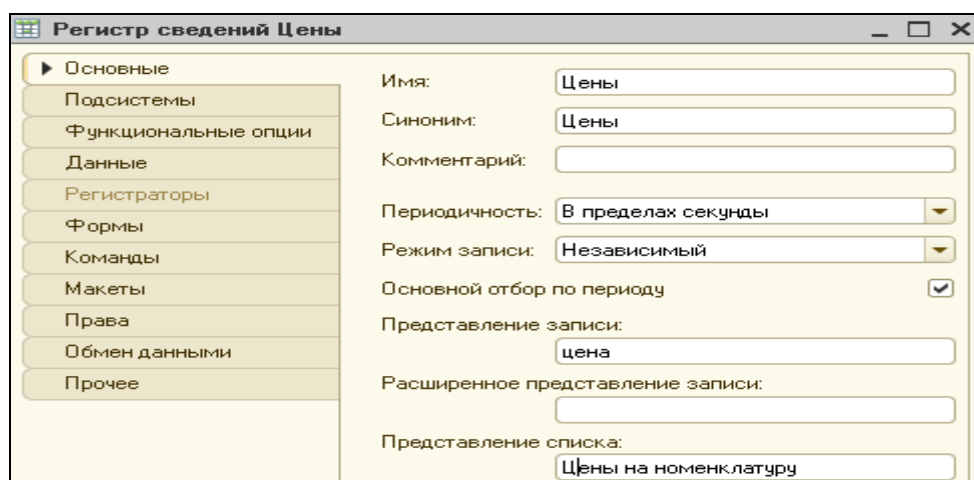 Регистр сведений Цены
Основные
Подсистемы
Функциональные опции
Данные
Регистраторы
Формы
Команды
Макеты
Права
Обмен данными
Прочее
Имя: Цены
Синоним: Цены
Комментарий:
Периодичность: В пределах секунды
Режим записи: Независимый
Основной отбор по периоду
Представление записи:
цена
Расширенное представление записи:
Представление списка:
Цены на номенклатуру